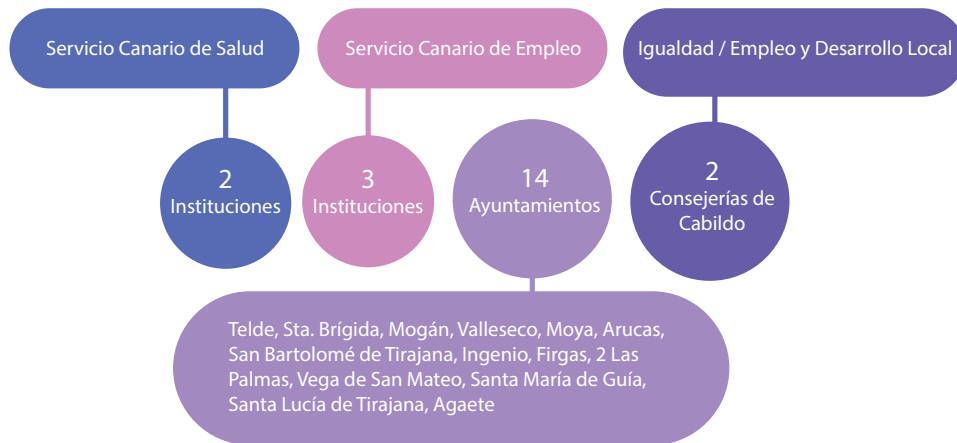 Servicio Canario de Salud
Servicio Canario de Empleo
Igualdad / Empleo y Desarrollo Local
2
Instituciones
3
Instituciones
14
Ayuntamientos
2
Consejerías de
Cabildo
Telde, Sta. Brígida, Mogán, Valleseco, Moya, Arucas,
San Bartolomé de Tirajana, Ingenio, Firgas, 2 Las
Palmas, Vega de San Mateo, Santa María de Guía,
Santa Lucía de Tirajana, Agaete